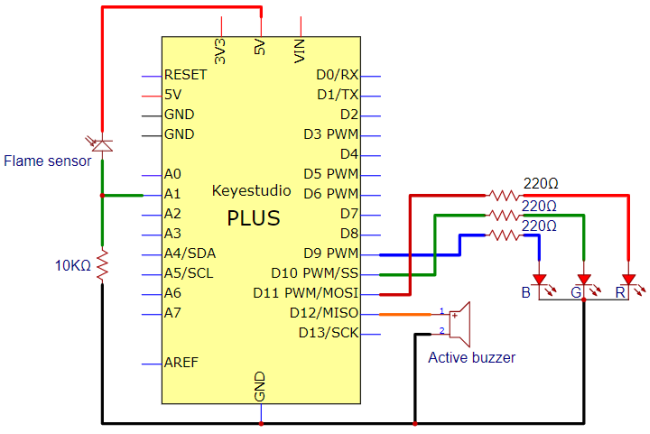 3V3
5V
VIN
RESET
5V
GND
GND
A0
A1
A2
A3
A4/SDA
A5/SCL
A6
A7
AREF
D0/RX
D1/TX
D2
D3 PWM
D4
D5 PWM
D6 PWM
D7
D8
D9 PWM
D10 PWM/SS
D11 PWM/MOSI
D12/MISO
D13/SCK
GND
Keyestudio
PLUS
Flame sensor
10KΩ
220Ω
220Ω
220Ω
B
G
R
1
+
2
Active buzzer